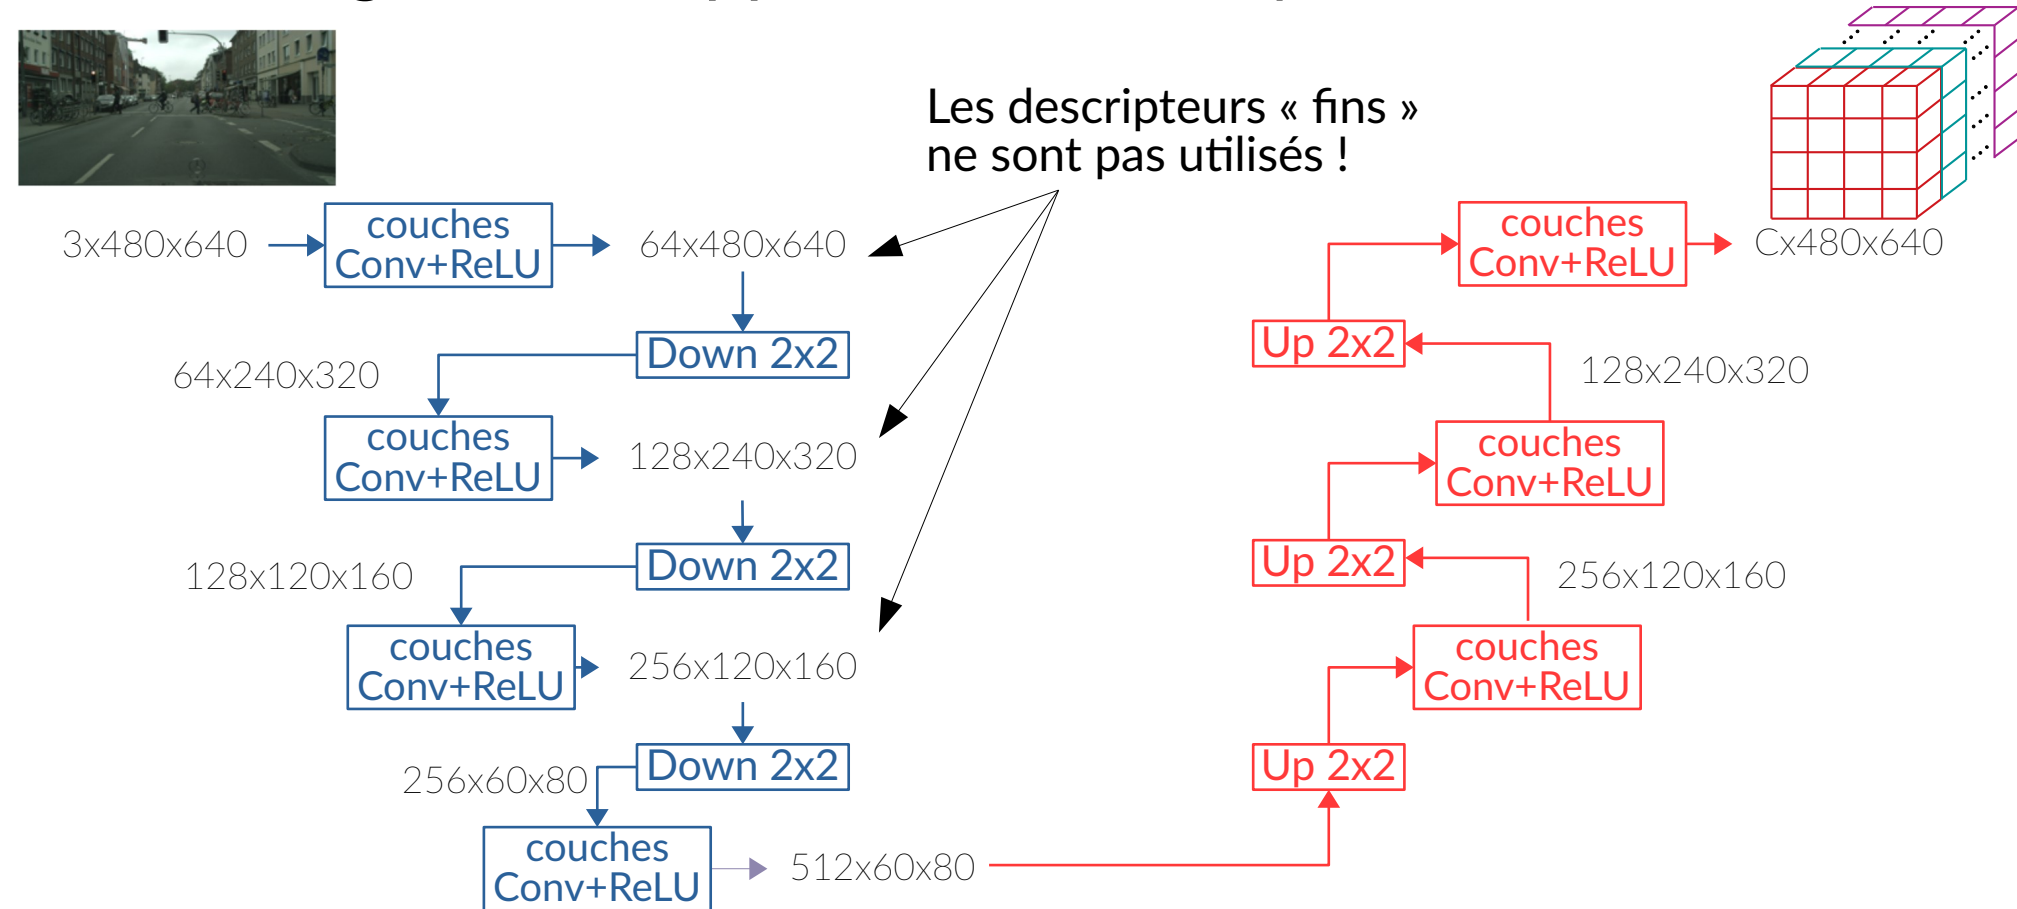 Les descripteurs « fins »
ne sont pas utilisés !
3x480x640
couches
Conv+ReLU
64x480x640
couches
Conv+ReLU
Cx480x640
Down 2x2
Up 2x2
64x240x320
128x240x320
couches
Conv+ReLU
128x240x320
couches
Conv+ReLU
Down 2x2
Up 2x2
128x120x160
256x120x160
couches
Conv+ReLU
256x120x160
couches
Conv+ReLU
Down 2x2
Up 2x2
256x60x80
couches
Conv+ReLU
512x60x80